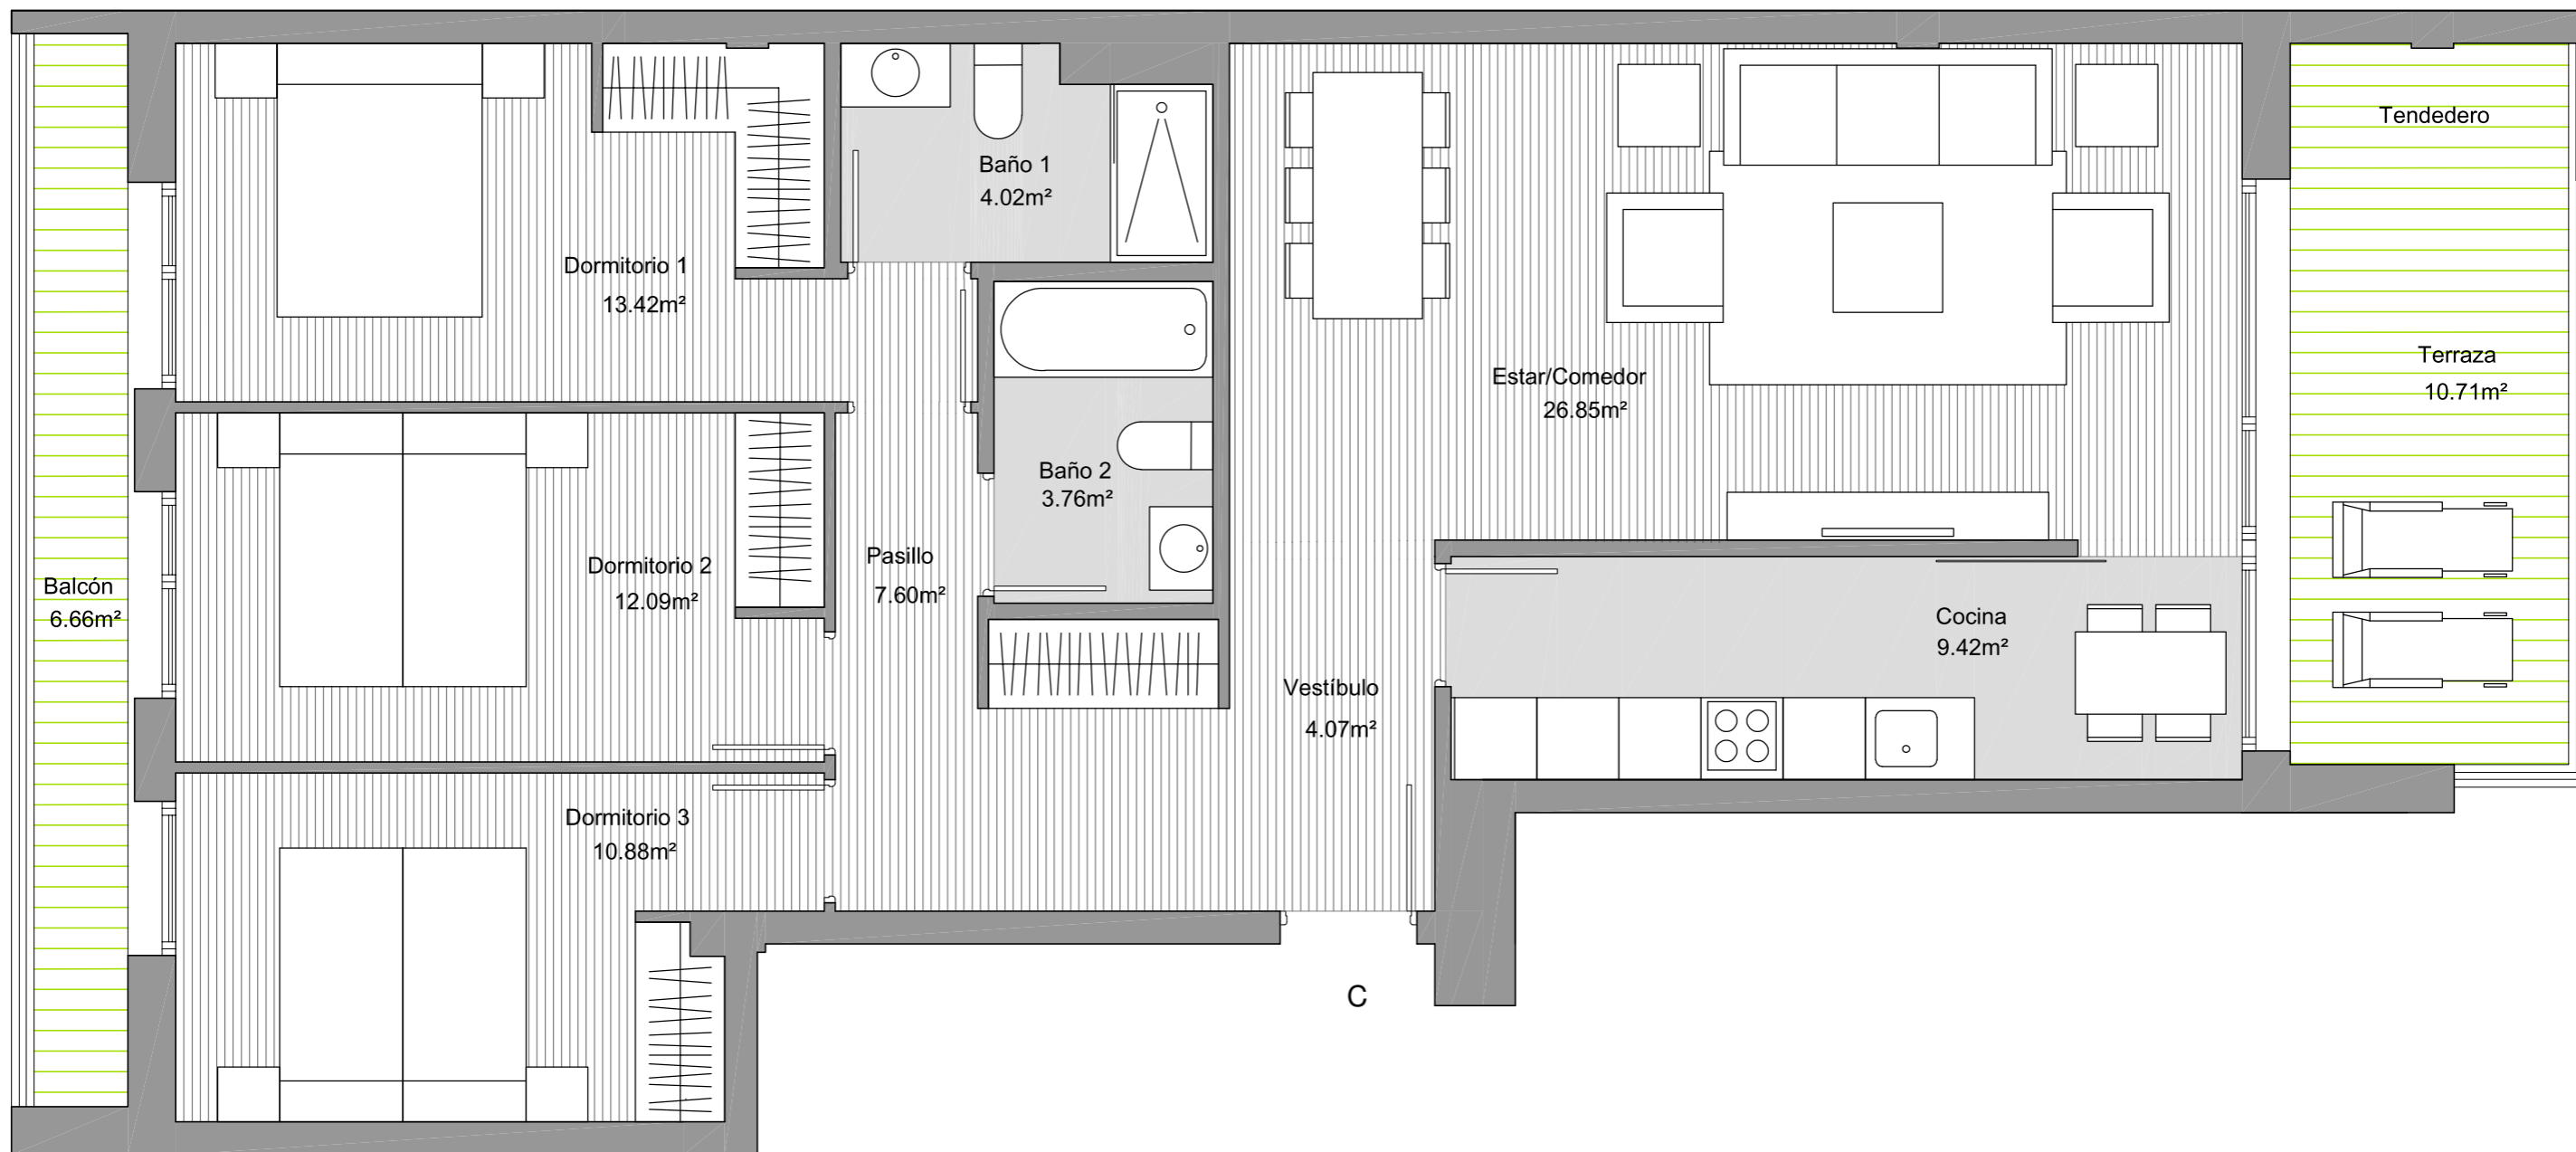 Tendedero
Baño 1
4.02m²
Dormitorio 1
13.42m²
Terraza
10.71m²
Estar/Comedor
26.85m²
Baño 2
3.76m²
Pasillo
7.60m²
Dormitorio 2
12.09m²
Balcón
6.66m²
Cocina
9.42m²
Vestíbulo
4.07m²
Dormitorio 3
10.88m²
C